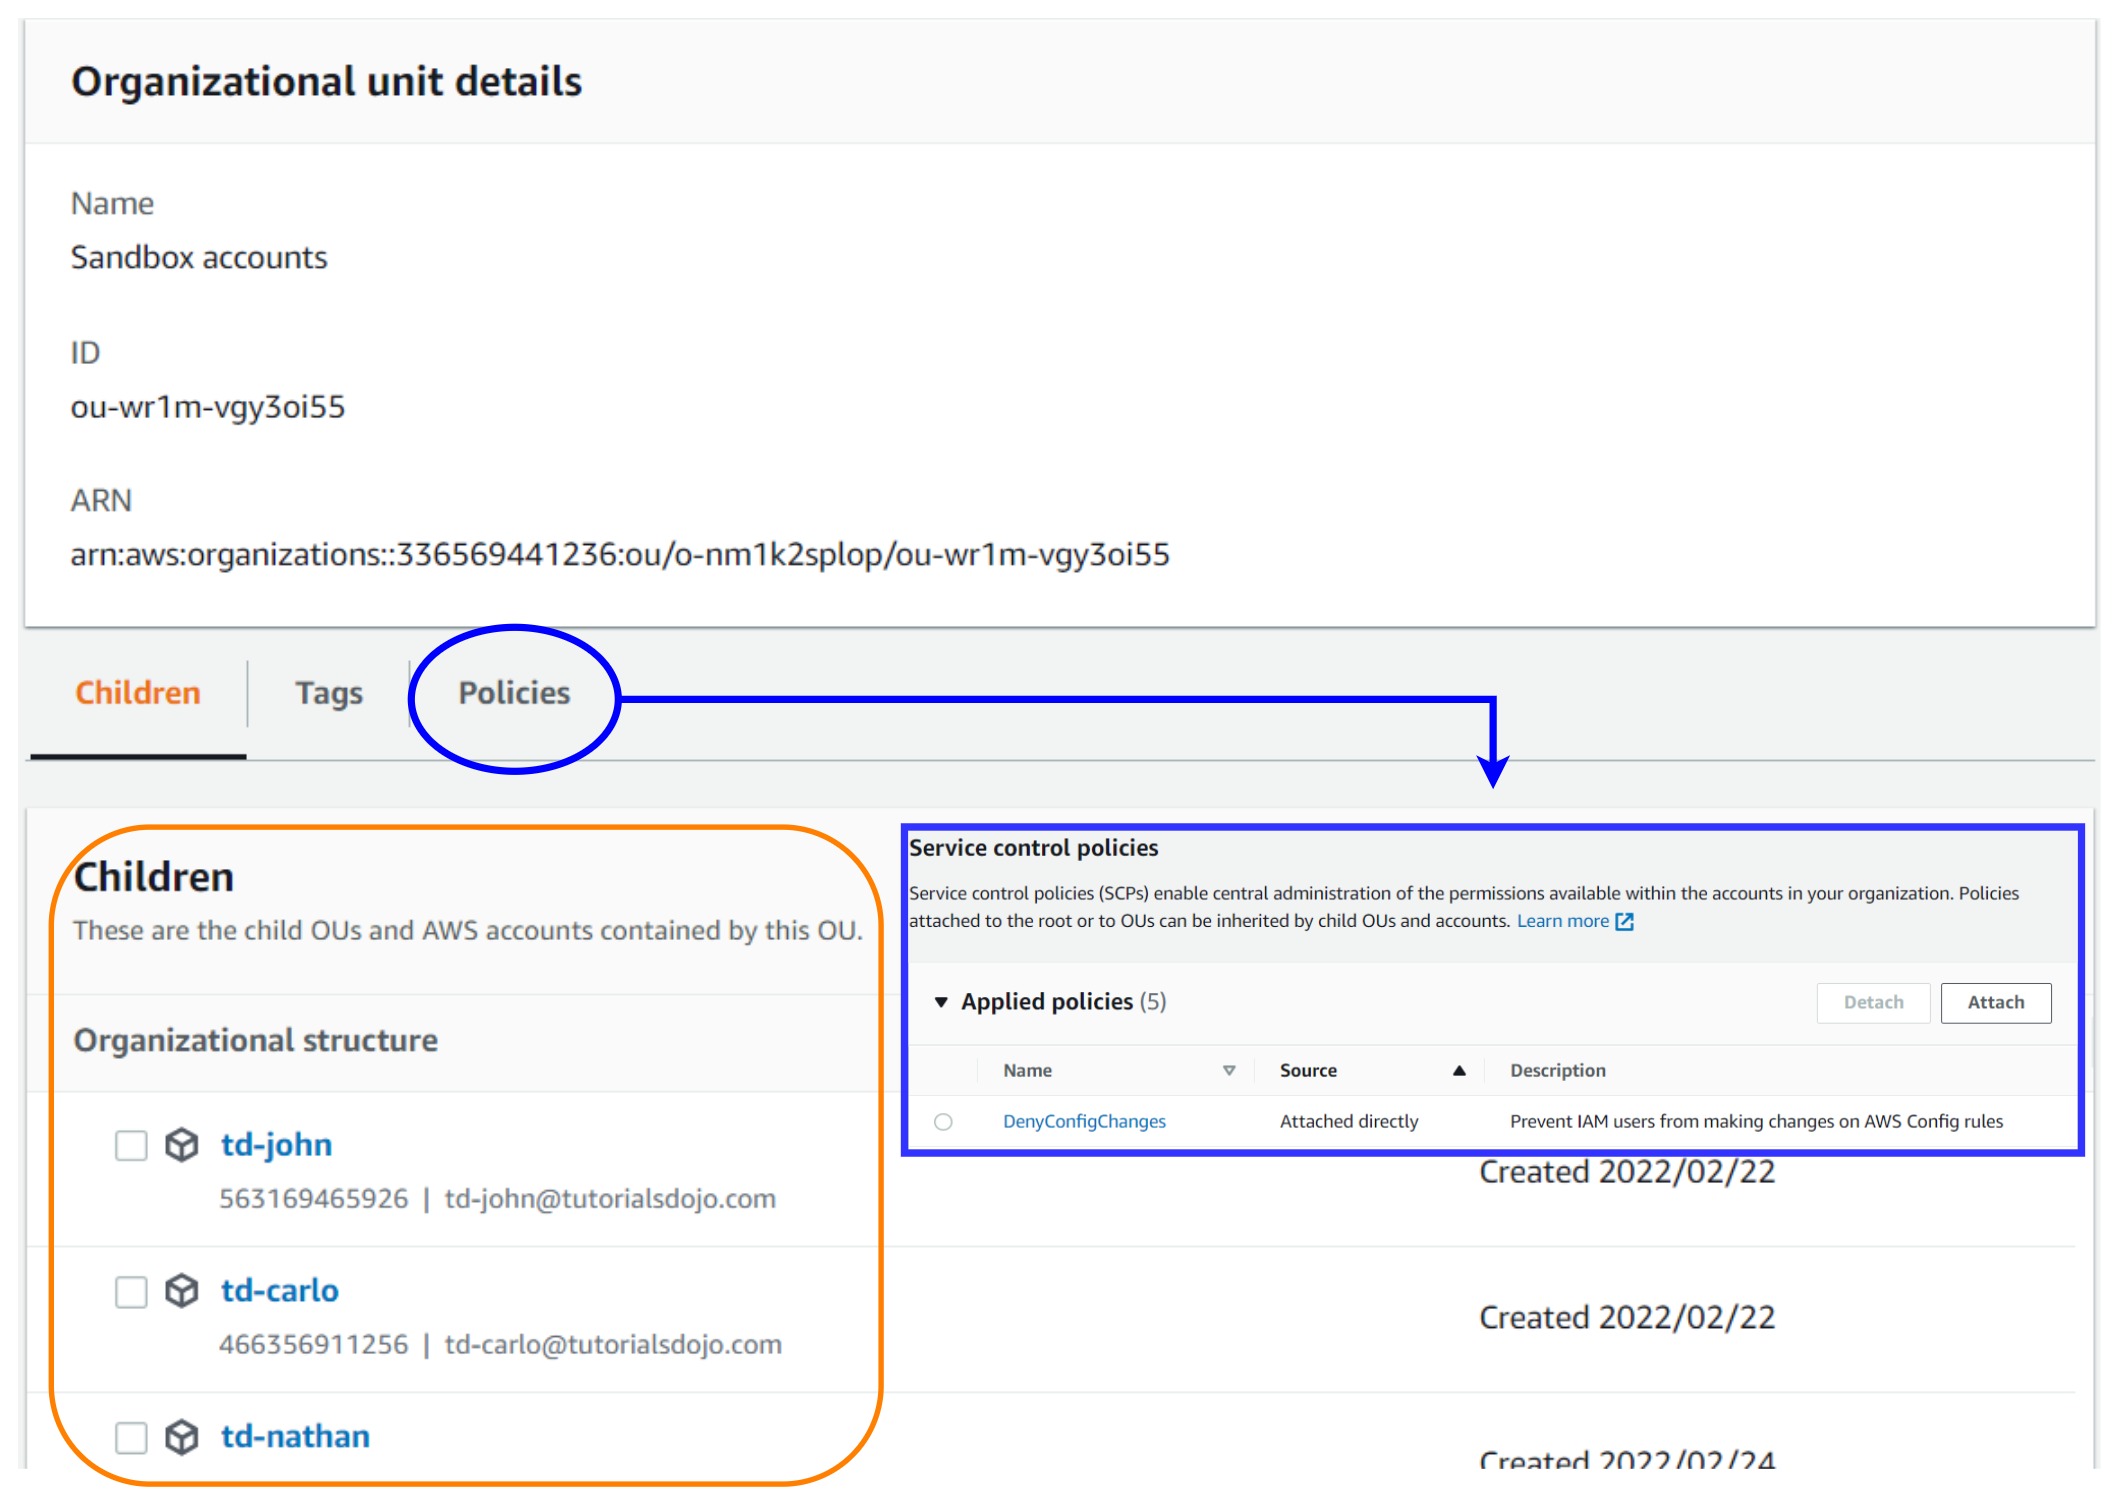 Organizational unit details
Name
Sandbox accounts
ID
ou-wr1m-vgy3oi55
ARN
arn:aws:organizations::336569441236:ou/o-nm1k2splop/ou-wr1m-vgy3oi55
Children Tags Policies
Children
These are the child OUs and AWS accounts contained by this OU.
Organizational structure
td-john
563169465926 | td-john@tutorialsdojo.com
Created 2022/02/22
td-carlo
466356911256 | td-carlo@tutorialsdojo.com
Created 2022/02/22
td-nathan
Created 2022/02/24
Service control policies
Service control policies (SCPs) enable central administration of the permissions available within the accounts in your organization. Policies
attached to the root or to OUs can be inherited by child OUs and accounts. Learn more
Applied policies (5)
Detach Attach
Name Source Description
DenyConfigChanges Attached directly Prevent IAM users from making changes on AWS Config rules